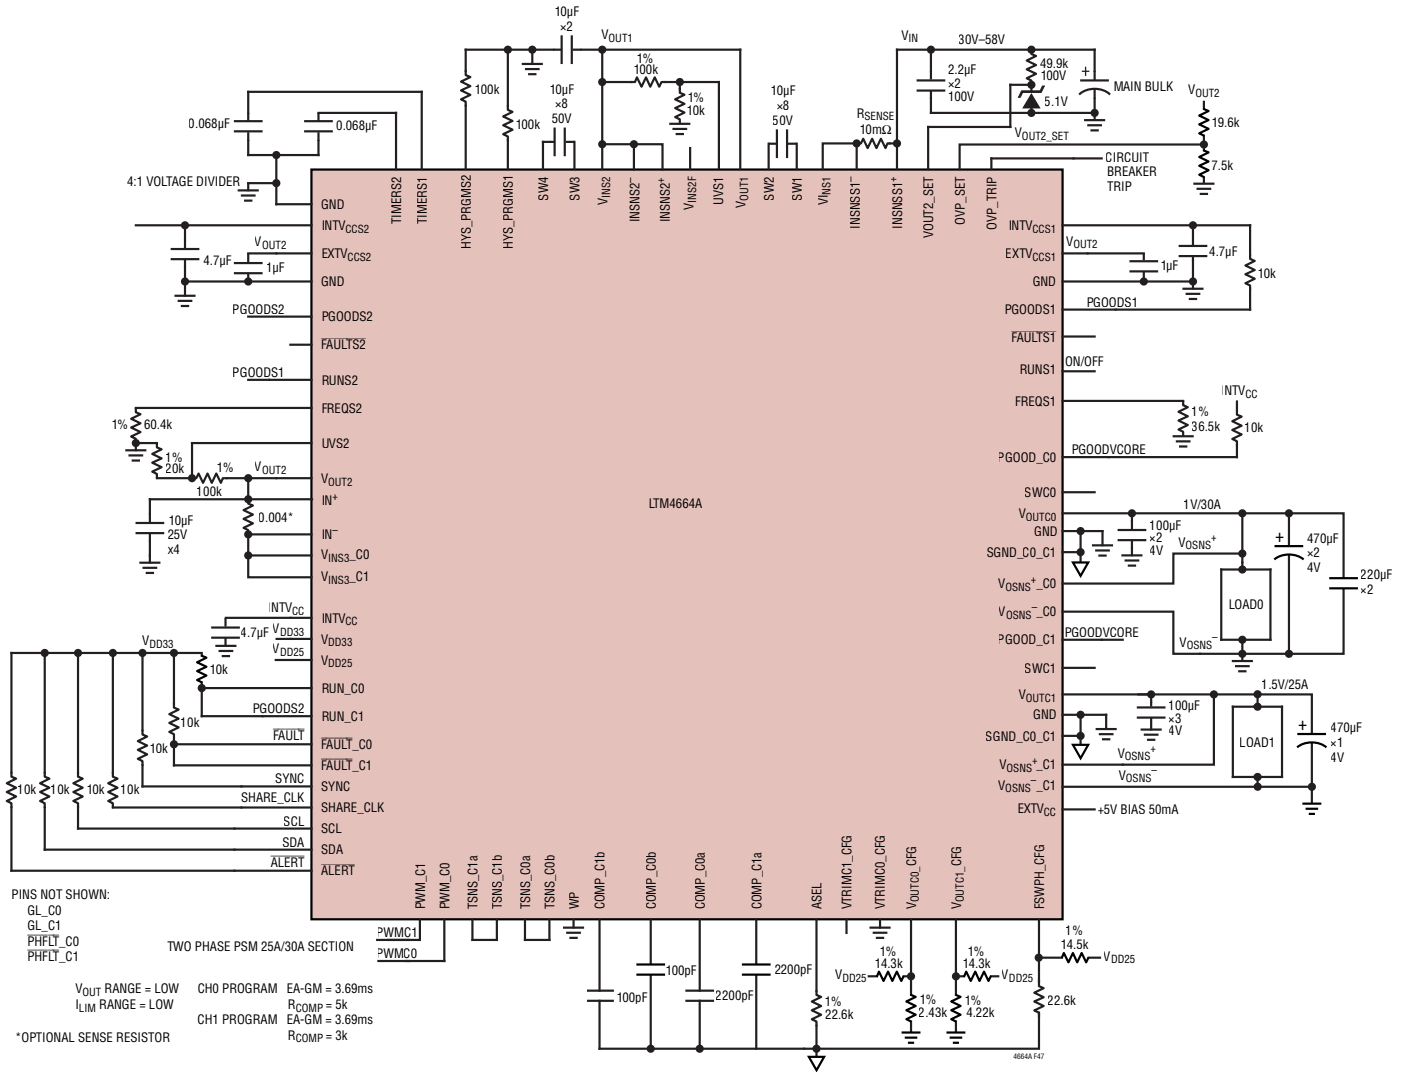 10µF
×2
VOUT1
VIN
30V–58V
1%
100k
100k
1%
10k
10µF
×8
50V
100k
10µF
×8
50V
2.2µF
×2
100V
49.9k
100V
5.1V
+
MAIN BULK
RSENSE
10mΩ
VOUT2
19.6k
VOUT2_SET
7.5k
CIRCUIT
BREAKER
TRIP
0.068µF
0.068µF
4:1 VOLTAGE DIVIDER
TIMERS2
TIMERS1
HYS_PRGMS2
HYS_PRGMS1
SW4
SW3
VINS2
INSNS2–
INSNS2+
VINS2F
UVS1
VOUT1
SW2
SW1
VINS1
INSNSS1–
INSNSS1+
VOUT2_SET
OVP_SET
OVP_TRIP
GND
INTVCCS2
VOUT2
EXTVCCS2
4.7µF
1µF
GND
PGOODS2
PGOODS2
FAULTS2
PGOODS1
RUNS2
FREQS2
1%
60.4k
UVS2
1%
20k
1%
100k
VOUT2
VOUT2
IN+
10µF
25V
x4
0.004*
IN–
VINS3_C0
VINS3_C1
INTVCC
INTVCC
4.7µF
VDD33
VDD33
VDD33
VDD25
VDD25
10k
RUN_C0
PGOODS2
RUN_C1
10k
FAULT
FAULT_C0
10k
FAULT_C1
SYNC
SYNC
10k
10k
10k
10k
SHARE_CLK
SHARE_CLK
SCL
SCL
SDA
SDA
ALERT
ALERT
LTM4664A
INTVCCS1
VOUT2
EXTVCCS1
1µF
4.7µF
10k
GND
PGOODS1
PGOODS1
FAULTS1
RUNS1
ON/OFF
FREQS1
1%
36.5k
INTVCC
10k
PGOOD_C0
PGOODVCORE
SWC0
VOUTC0
1V/30A
GND
SGND_C0_C1
100µF
×2
4V
VOSNS+
+
470µF
×2
4V
220µF
×2
VOSNS+_C0
LOAD0
VOSNS–_C0
VOSNS–
PGOOD_C1
PGOODVCORE
SWC1
VOUTC1
1.5V/25A
GND
SGND_C0_C1
100µF
×3
4V
LOAD1
+
470µF
×1
4V
VOSNS+_C1
VOSNS+
VOSNS–_C1
VOSNS–
EXTVCC
+5V BIAS 50mA
PWM_C1
PWM_C0
TSNS_C1a
TSNS_C1b
TSNS_C0a
TSNS_C0b
WP
COMP_C1b
COMP_C0b
COMP_C0a
COMP_C1a
ASEL
VTRIMC1_CFG
VTRIMC0_CFG
VOUTC0_CFG
VOUTC1_CFG
FSWPH_CFG
PWMC1
PWMC0
100pF
100pF
2200pF
2200pF
1%
22.6k
VDD25
1%
14.3k
1%
2.43k
1%
14.3k
VDD25
1%
4.22k
1%
14.5k
VDD25
22.6k
PINS NOT SHOWN:
GL_C0
GL_C1
PHFLT_C0
PHFLT_C1
TWO PHASE PSM 25A/30A SECTION
VOUT RANGE = LOW
ILIM RANGE = LOW
CH0 PROGRAM EA-GM = 3.69ms
RCOMP = 5k
CH1 PROGRAM EA-GM = 3.69ms
RCOMP = 3k
*OPTIONAL SENSE RESISTOR
4664A F47